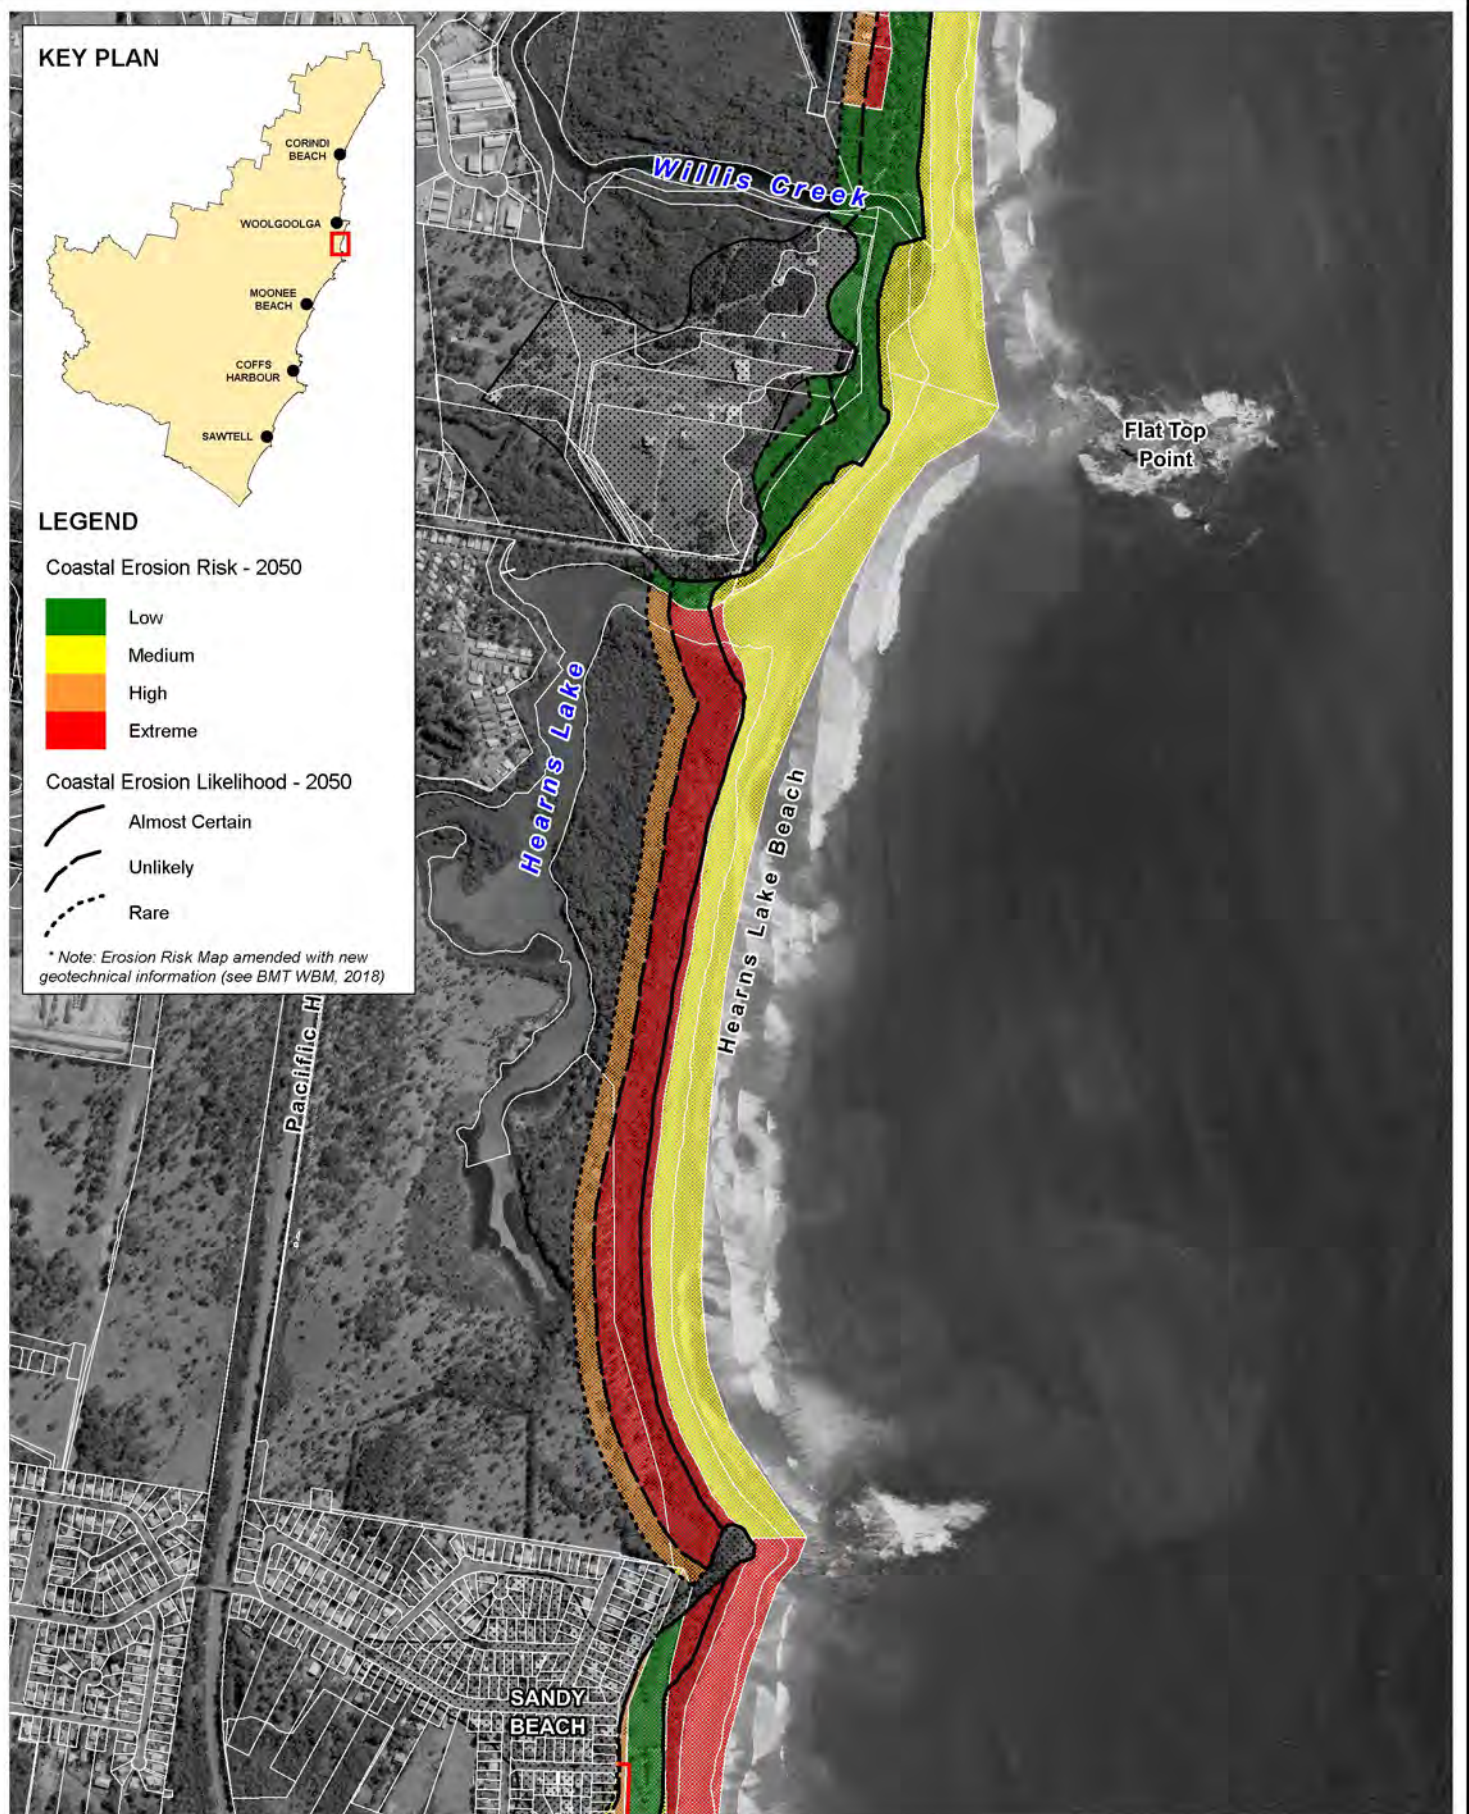 KEY PLAN
CORINDI
BEACH
WOOLGOOLGA
MOONEE
BEACH
COFFS
HARBOUR
SAWTELL
LEGEND
Coastal Erosion Risk - 2050
Low
Medium
High
Extreme
Coastal Erosion Likelihood - 2050
Almost Certain
Unlikely
Rare
* Note: Erosion Risk Map amended with new
geotechnical information (see BMT WBM, 2018)
Willis Creek
Flat Top
Point
Hearns Lake
Hearns Lake Beach
Pacific H
SANDY
BEACH